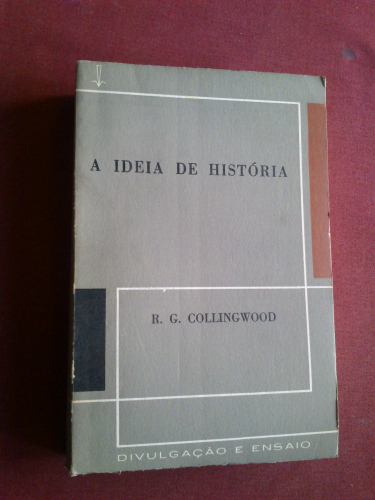 A IDEIA DE HISTÓRIA
R. G. COLLINGWOOD
DIVULGAÇÃO E ENSAIO